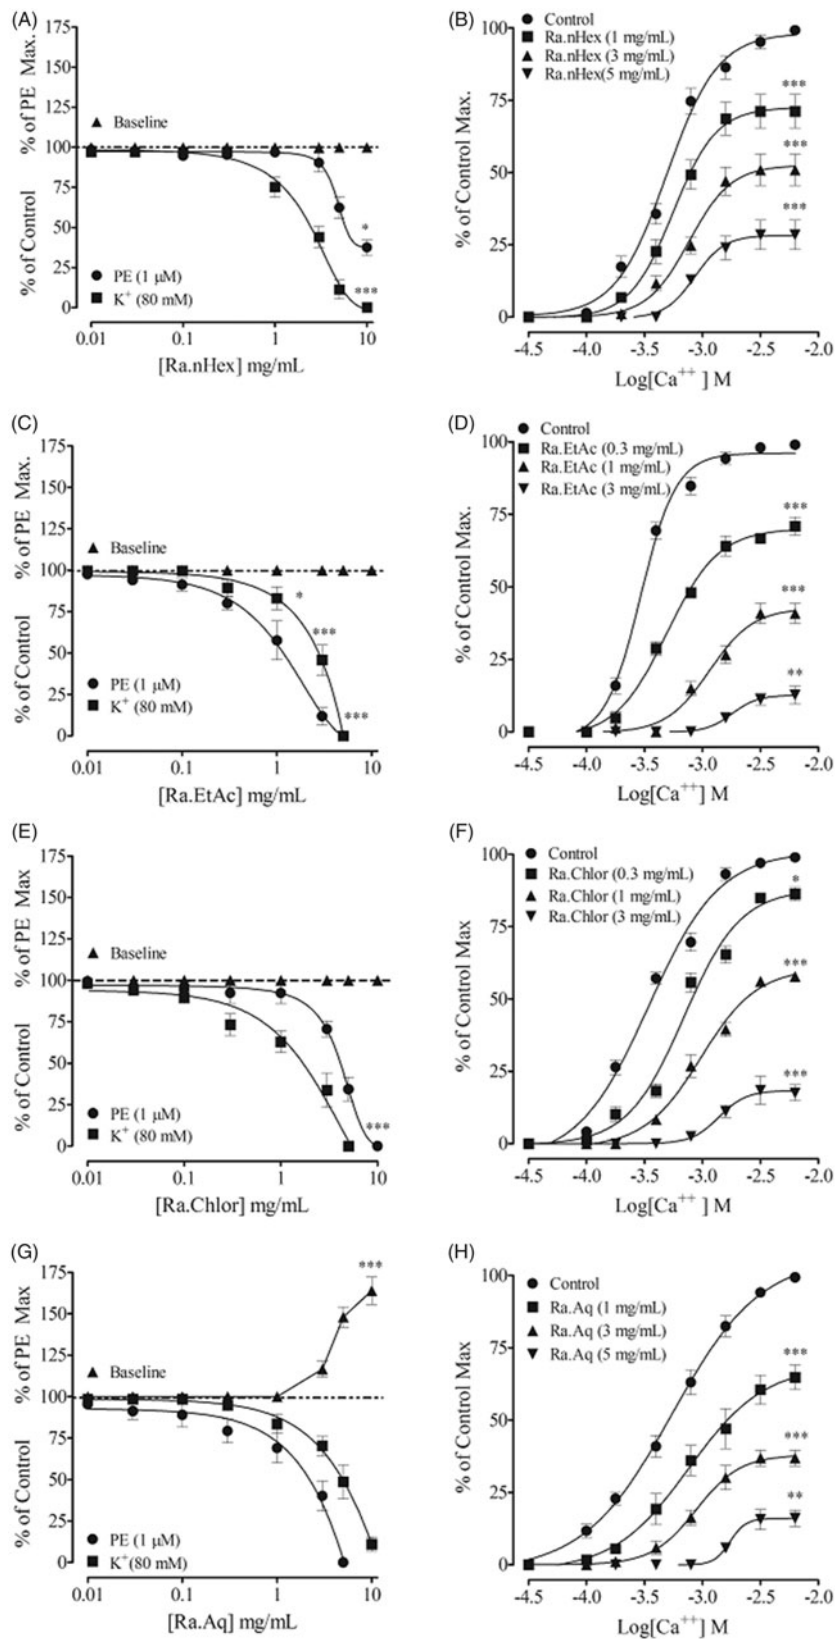 (A)
175
150
125
100
75
50
25
0
% of PE Max.
% of Control
Baseline
*
***
PE (1 µM)
K+ (80 mM)
0.01 0.1 1 10
[Ra.nHex] mg/mL
(B)
Control
Ra.nHex (1 mg/mL)
Ra.nHex (3 mg/mL)
Ra.nHex(5 mg/mL)
100
75
50
25
0
% of Control Max.
***
***
***
-4.5 -4.0 -3.5 -3.0 -2.5 -2.0
Log[Ca++ ] M
(C)
175
150
125
100
75
50
25
0
% of PE Max.
% of Control
Baseline
*
***
***
PE (1 µM)
K+ (80 mM)
0.01 0.1 1 10
[Ra.EtAc] mg/mL
(D)
Control
Ra.EtAc (0.3 mg/mL)
Ra.EtAc (1 mg/mL)
Ra.EtAc (3 mg/mL)
100
75
50
25
0
% of Control Max.
***
***
**
-4.5 -4.0 -3.5 -3.0 -2.5 -2.0
Log[Ca++ ] M
(E)
175
150
125
100
75
50
25
0
% of PE Max
% of Control
Baseline
PE (1 µM)
K+ (80 mM)
***
0.01 0.1 1 10
[Ra.Chlor] mg/mL
(F)
Control
Ra.Chlor (0.3 mg/mL)
Ra.Chlor (1 mg/mL)
Ra.Chlor (3 mg/mL)
100
75
50
25
0
% of Control Max
*
***
***
-4.5 -4.0 -3.5 -3.0 -2.5 -2.0
Log[Ca++ ] M
(G)
175
150
125
100
75
50
25
0
% of PE Max
% of Control
***
Baseline
PE (1 µM)
K+(80 mM)
0.01 0.1 1 10
[Ra.Aq] mg/mL
(H)
Control
Ra.Aq (1 mg/mL)
Ra.Aq (3 mg/mL)
Ra.Aq (5 mg/mL)
100
75
50
25
0
% of Control Max
***
***
**
-4.5 -4.0 -3.5 -3.0 -2.5 -2.0
Log[Ca++ ] M